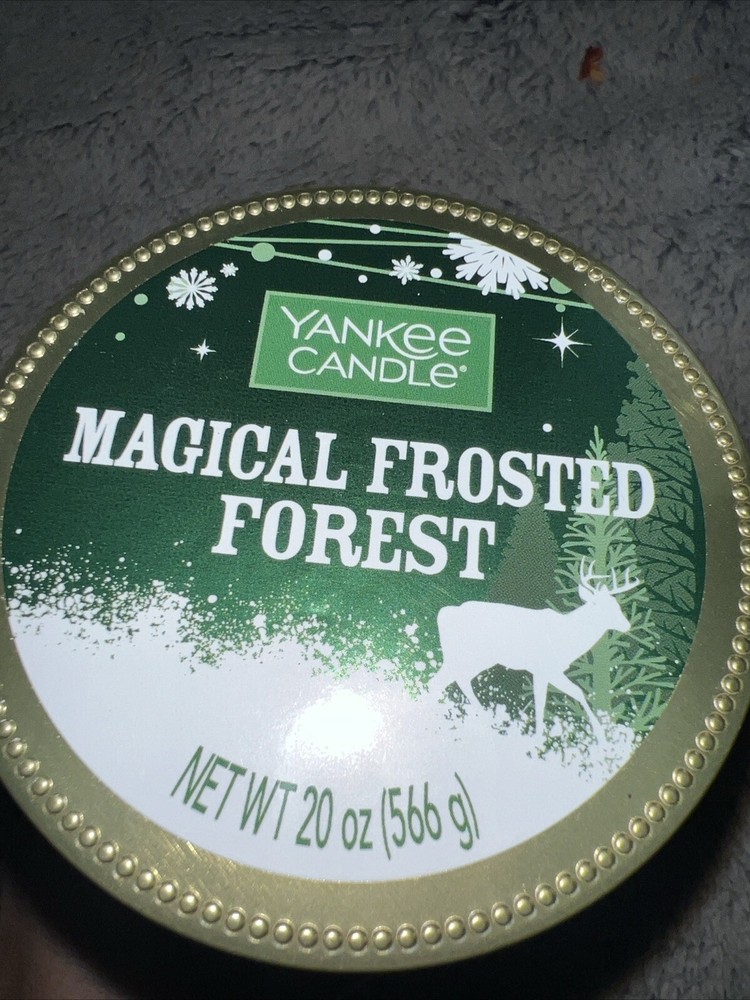 YANKEE
CANDLE®
MAGICAL FROSTED
FOREST
NET WT 20 oz (566 g)